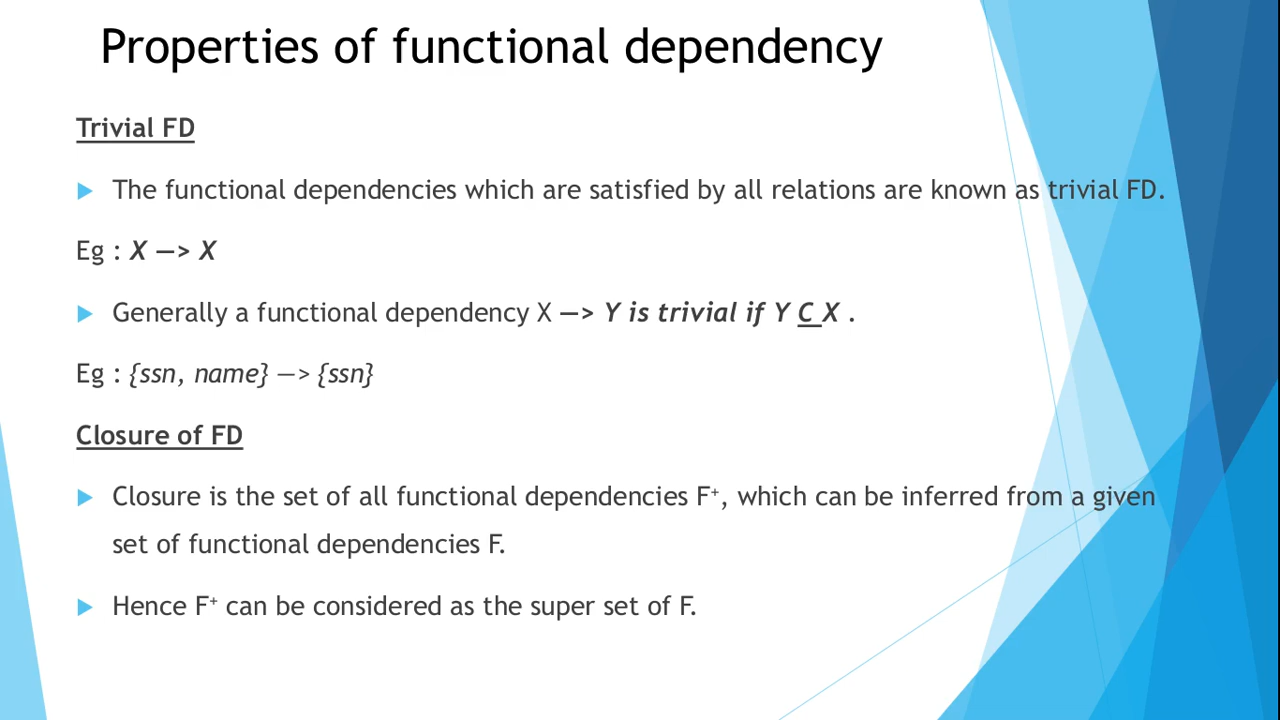 Properties of functional dependency
Trivial FD
The functional dependencies which are satisfied by all relations are known as trivial FD.
Eg : X —> X
Generally a functional dependency X —> Y is trivial if Y C X .
Eg : {ssn, name} —> {ssn}
Closure of FD
Closure is the set of all functional dependencies F⁺, which can be inferred from a given
set of functional dependencies F.
Hence F⁺ can be considered as the super set of F.